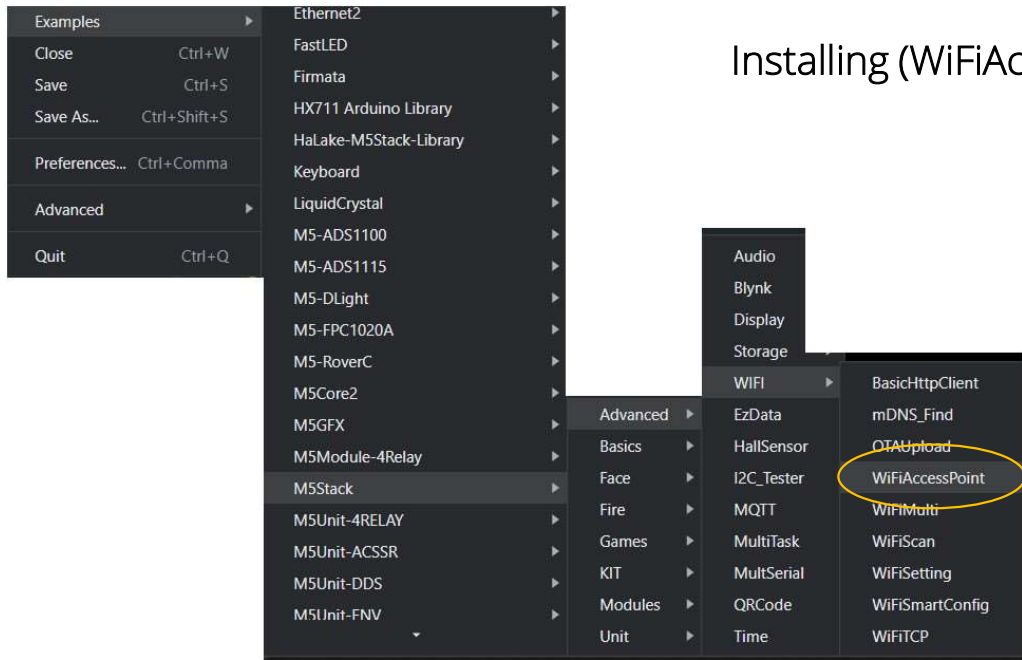 Installing (WiFiAc
Examples
Close Ctrl+W
Save Ctrl+S
Save As... Ctrl+Shift+S
Preferences... Ctrl+Comma
Advanced
Quit Ctrl+Q
Ethernet2
FastLED
Firmata
HX711 Arduino Library
HaLake-M5Stack-Library
Keyboard
LiquidCrystal
M5-ADS1100
M5-ADS1115
M5-DLight
M5-FPC1020A
M5-RoverC
M5Core2
M5GFX
M5Module-4Relay
M5Stack
M5Unit-4RELAY
M5Unit-ACSSR
M5Unit-DDS
M5Unit-ENV
Advanced
Basics
Face
Fire
Games
KIT
Modules
Unit
Audio
Blynk
Display
Storage
WIFI
EzData
HallSensor
I2C_Tester
MQTT
MultiTask
MultSerial
QRCode
Time
BasicHttpClient
mDNS_Find
OTAUpload
WiFiAccessPoint
WiFiMulti
WiFiScan
WiFiSetting
WiFiSmartConfig
WiFiTCP